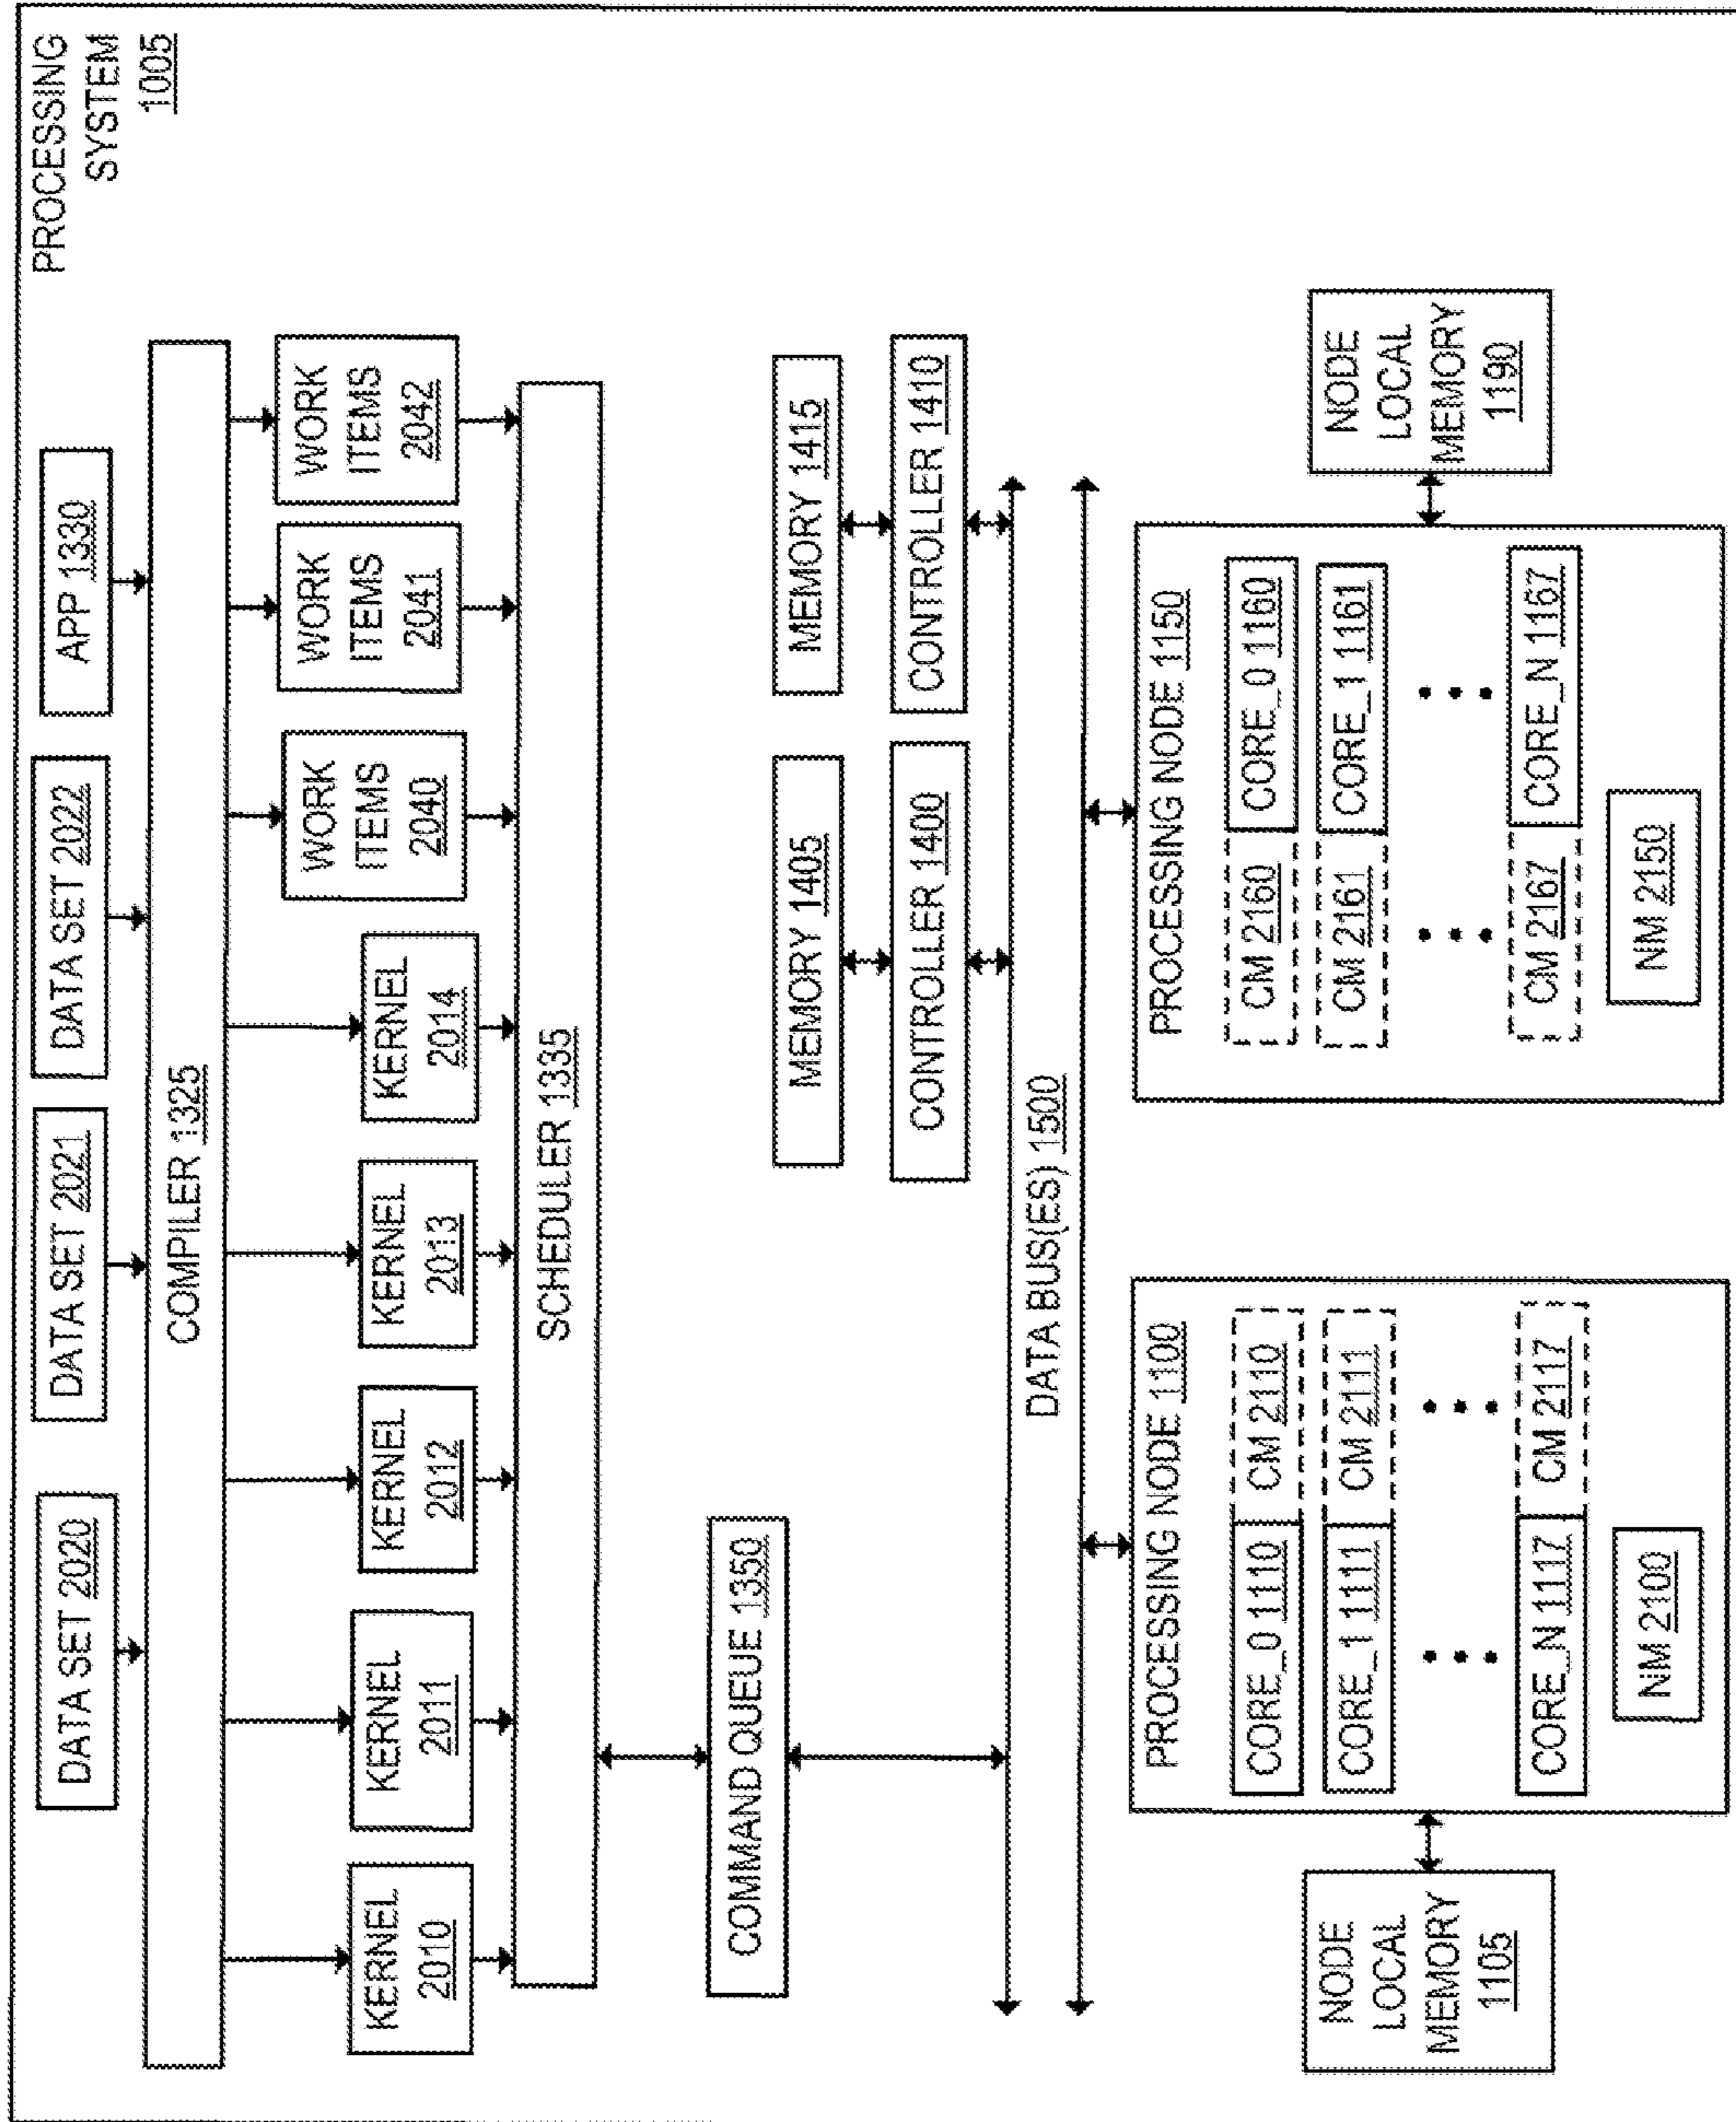 PROCESSING
SYSTEM
1005
DATA SET 2020
DATA SET 2021
DATA SET 2022
APP 1330
COMPILER 1325
KERNEL
2010
KERNEL
2011
KERNEL
2012
KERNEL
2013
KERNEL
2014
WORK
ITEMS
2040
WORK
ITEMS
2041
WORK
ITEMS
2042
SCHEDULER 1335
COMMAND QUEUE 1350
MEMORY 1405
MEMORY 1415
CONTROLLER 1400
CONTROLLER 1410
DATA BUS(ES) 1500
NODE
LOCAL
MEMORY
1105
PROCESSING NODE 1100
CORE_0 1110
CM 2110
CORE_1 1111
CM 2111
CORE_N 1117
CM 2117
NM 2100
PROCESSING NODE 1150
CM 2160
CORE_0 1160
CM 2161
CORE_1 1161
CM 2167
CORE_N 1167
NM 2150
NODE
LOCAL
MEMORY
1190